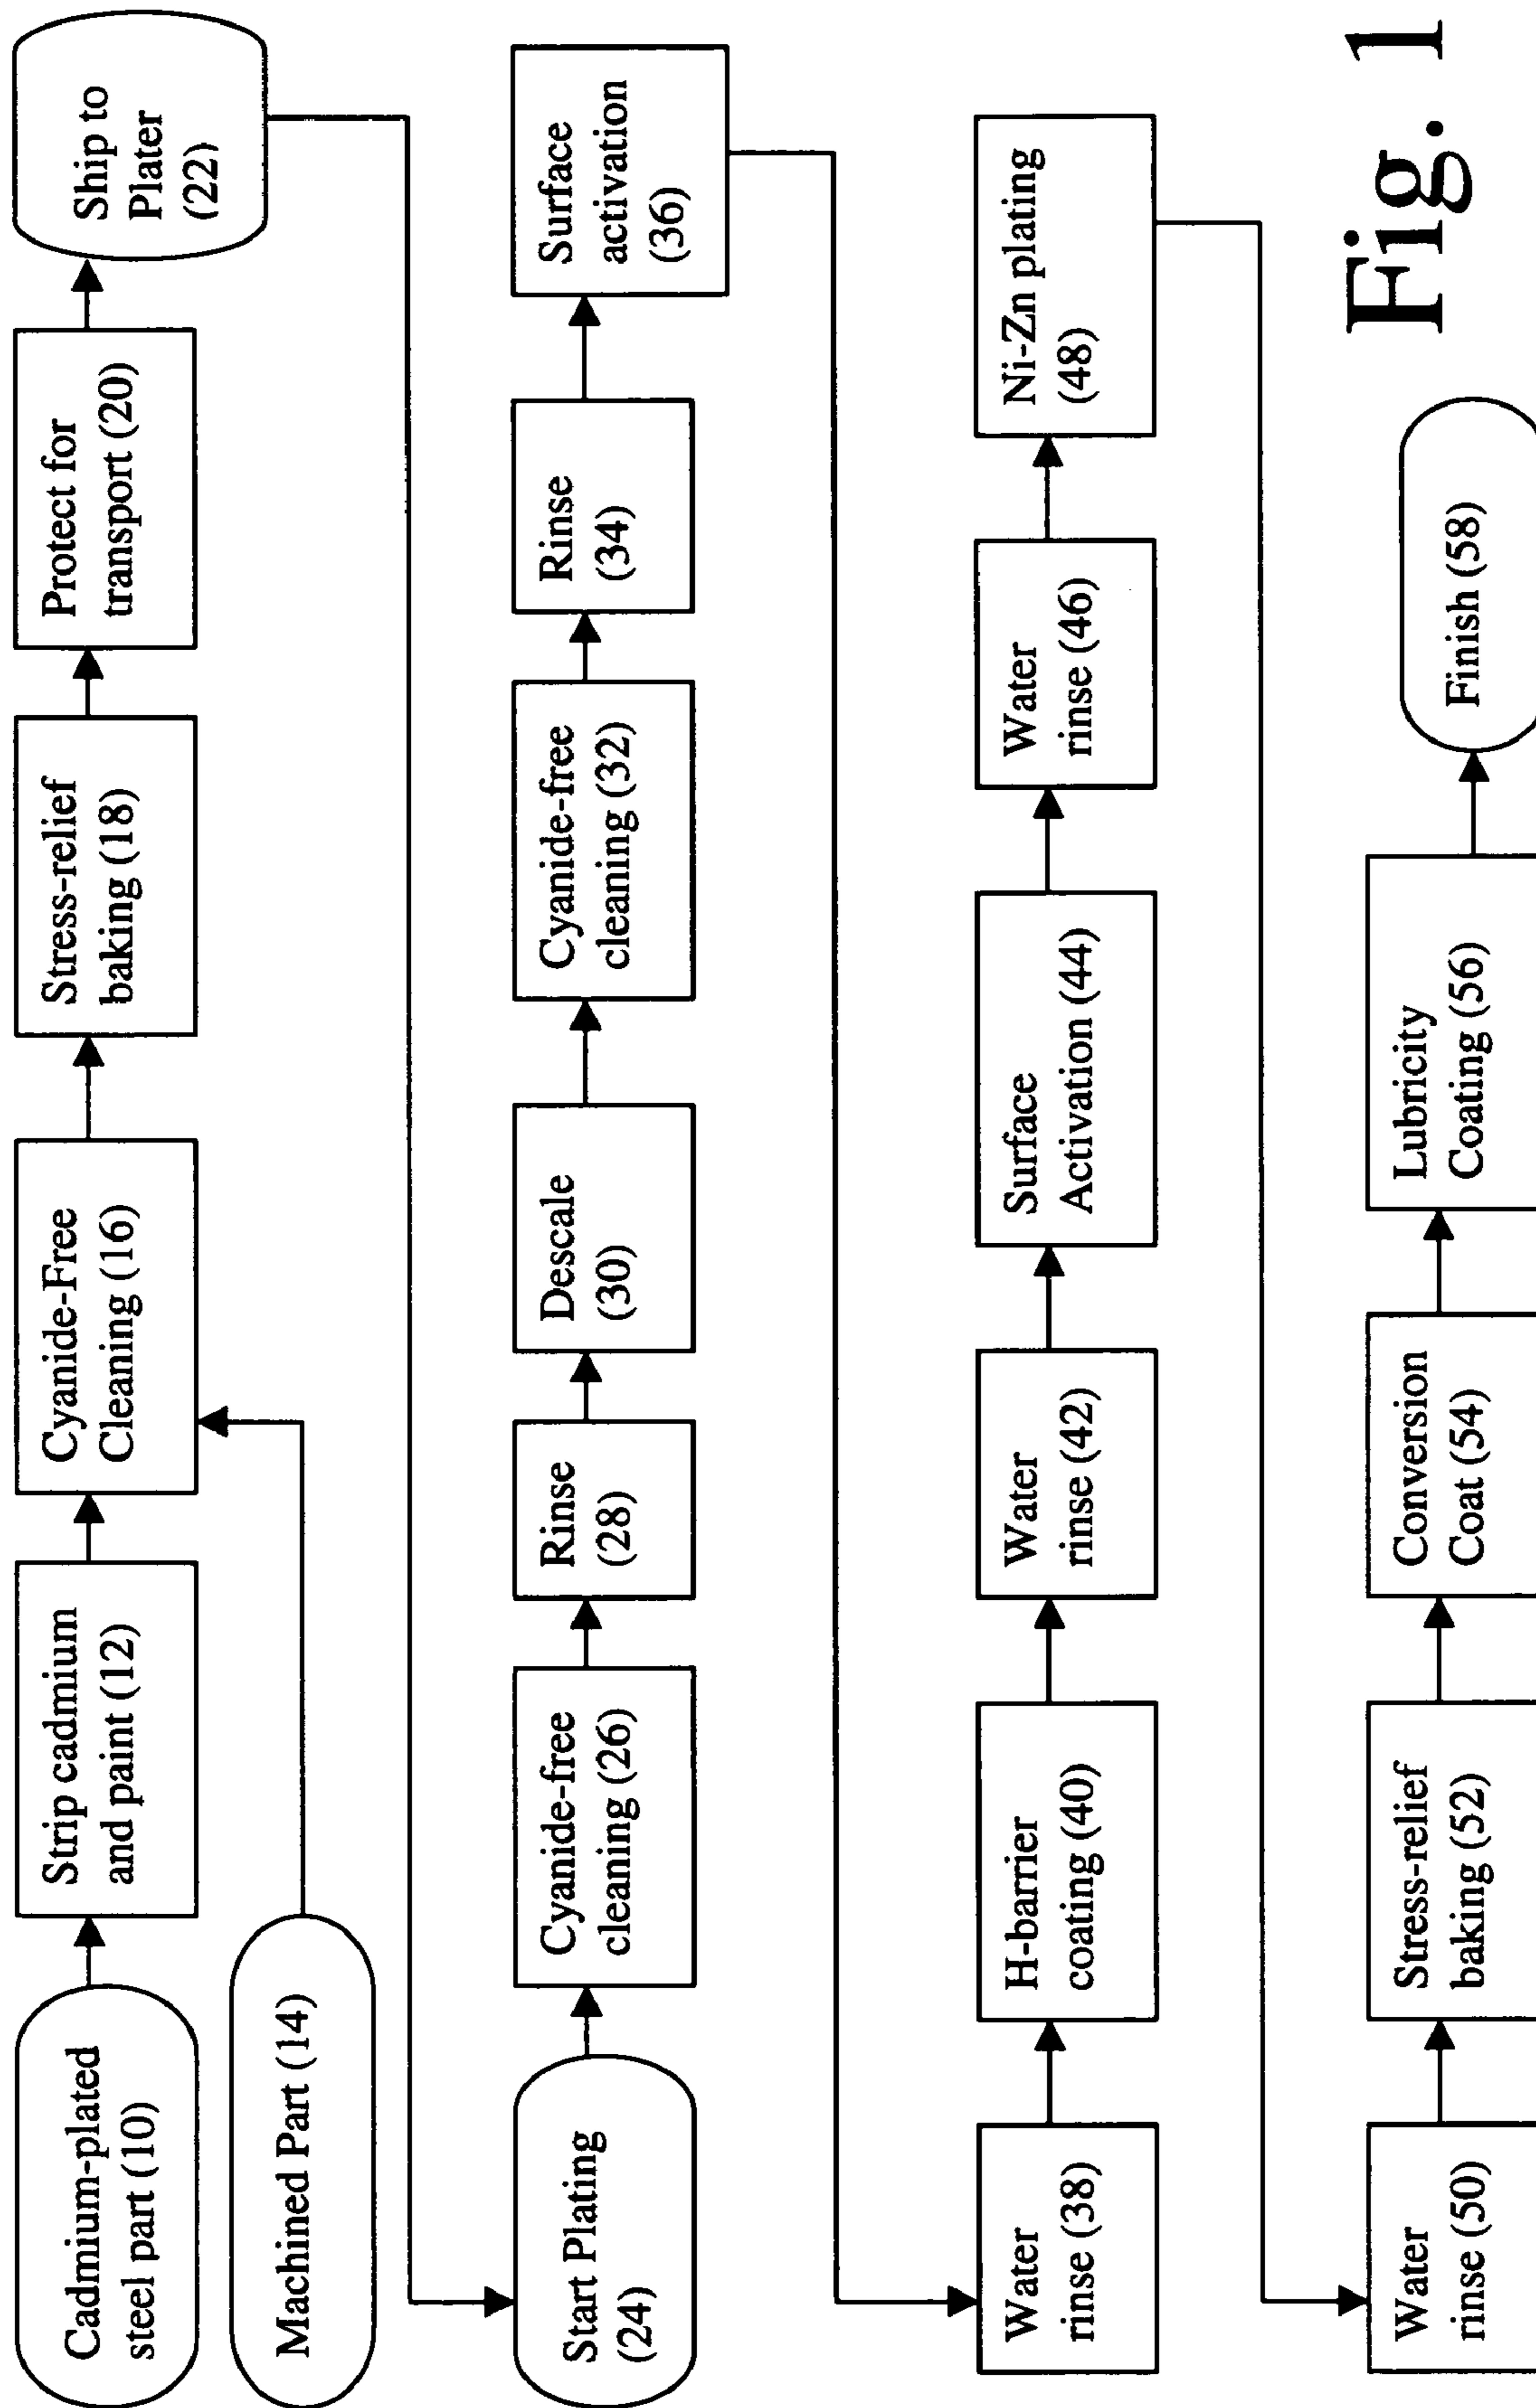 Cadmium-plated
steel part (10)
Strip cadmium
and paint (12)
Cyanide-Free
Cleaning (16)
Stress-relief
baking (18)
Protect for
transport (20)
Ship to
Plater
(22)
Machined Part (14)
Start Plating
(24)
Cyanide-free
cleaning (26)
Rinse
(28)
Descale
(30)
Cyanide-free
cleaning (32)
Rinse
(34)
Surface
activation
(36)
Water
rinse (38)
H-barrier
coating (40)
Water
rinse (42)
Surface
Activation (44)
Water
rinse (46)
Ni-Zn plating
(48)
Water
rinse (50)
Stress-relief
baking (52)
Conversion
Coat (54)
Lubricity
Coating (56)
Finish (58)
Fig. 1